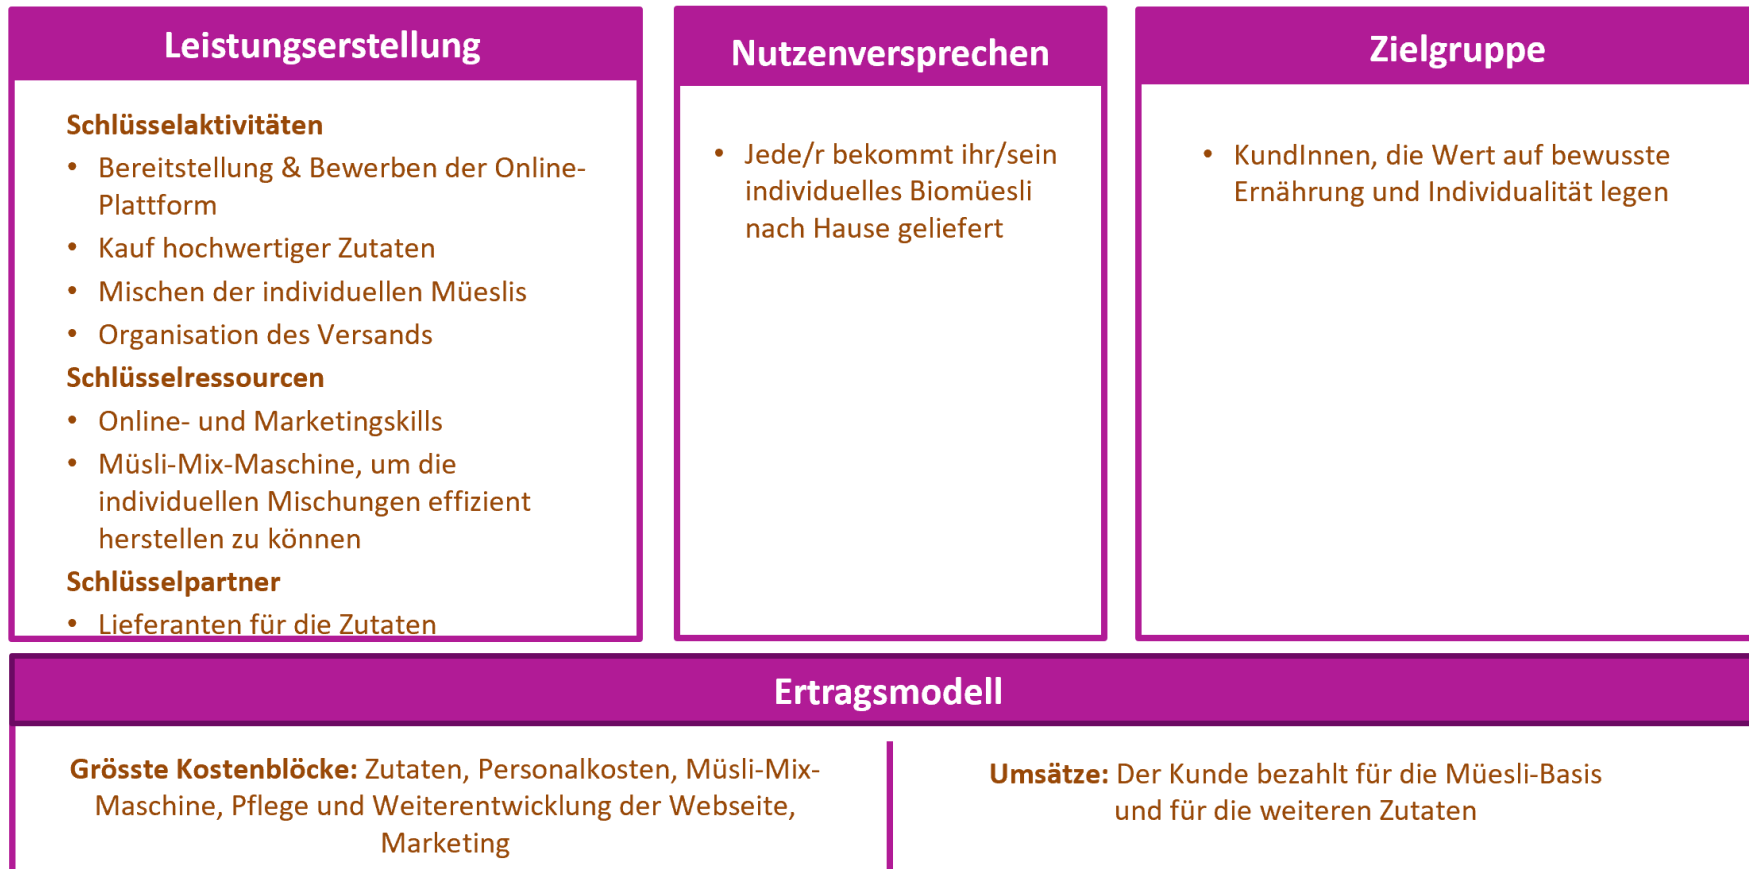 Leistungserstellung
Schlüsselaktivitäten
• Bereitstellung & Bewerben der Online-
Plattform
• Kauf hochwertiger Zutaten
• Mischen der individuellen Müeslis
• Organisation des Versands
Schlüsselressourcen
• Online- und Marketingskills
• Müsli-Mix-Maschine, um die
individuellen Mischungen effizient
herstellen zu können
Schlüsselpartner
• Lieferanten für die Zutaten
Nutzenversprechen
• Jede/r bekommt ihr/sein
individuelles Biomüesli
nach Hause geliefert
Zielgruppe
• KundInnen, die Wert auf bewusste
Ernährung und Individualität legen
Ertragsmodell
Grösste Kostenblöcke: Zutaten, Personalkosten, Müsli-Mix-
Maschine, Pflege und Weiterentwicklung der Webseite,
Marketing
Umsätze: Der Kunde bezahlt für die Müesli-Basis
und für die weiteren Zutaten